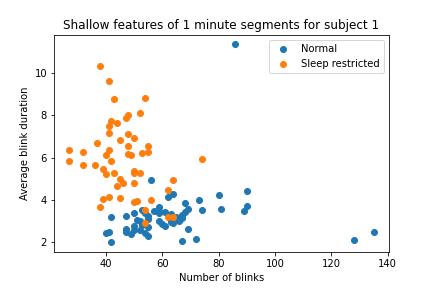 Shallow features of 1 minute segments for subject 1
Normal
Sleep restricted
Average blink duration
10
8
6
4
2
40
60
80
100
120
140
Number of blinks